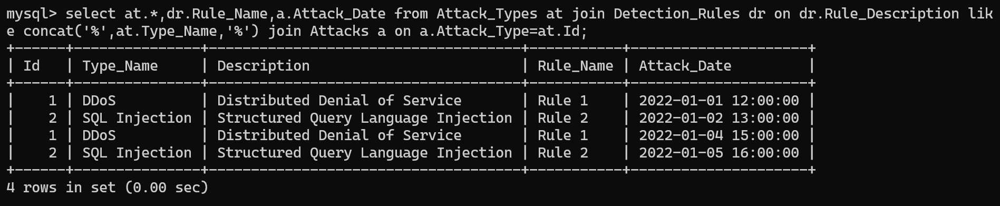 mysql> select at.*,dr.Rule_Name,a.Attack_Date from Attack_Types at join Detection_Rules dr on dr.Rule_Description lik
e concat('%',at.Type_Name,'%') join Attacks a on a.Attack_Type=at.Id;
+------+---------------+-------------------------------------+-----------+---------------------+
| Id   | Type_Name     | Description                         | Rule_Name | Attack_Date         |
+------+---------------+-------------------------------------+-----------+---------------------+
|    1 | DDoS          | Distributed Denial of Service       | Rule 1    | 2022-01-01 12:00:00 |
|    2 | SQL Injection | Structured Query Language Injection | Rule 2    | 2022-01-02 13:00:00 |
|    1 | DDoS          | Distributed Denial of Service       | Rule 1    | 2022-01-04 15:00:00 |
|    2 | SQL Injection | Structured Query Language Injection | Rule 2    | 2022-01-05 16:00:00 |
+------+---------------+-------------------------------------+-----------+---------------------+
4 rows in set (0.00 sec)